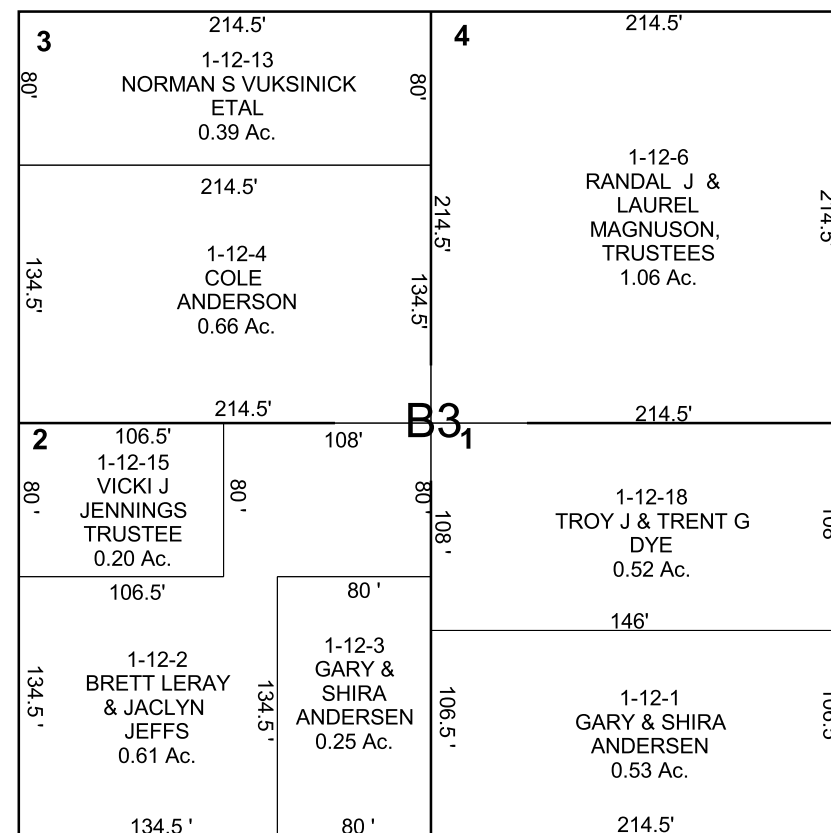 3
214.5'
1-12-13
NORMAN S VUKSINICK
ETAL
0.39 Ac.
80'
80'
214.5'
1-12-4
COLE
ANDERSON
0.66 Ac.
134.5'
134.5'
214.5'
4
214.5'
1-12-6
RANDAL J &
LAUREL
MAGNUSON,
TRUSTEES
1.06 Ac.
214.5'
214.5'
B3
2
106.5'
1-12-15
VICKI J
JENNINGS
TRUSTEE
0.20 Ac.
80 '
80 '
106.5'
108'
80'
1-12-2
BRETT LERAY
& JACLYN
JEFFS
0.61 Ac.
134.5 '
134.5 '
134.5 '
80 '
1-12-3
GARY &
SHIRA
ANDERSEN
0.25 Ac.
80 '
1
214.5'
1-12-18
TROY J & TRENT G
DYE
0.52 Ac.
108 '
108
146'
1-12-1
GARY & SHIRA
ANDERSEN
0.53 Ac.
106.5 '
106.5
214.5'